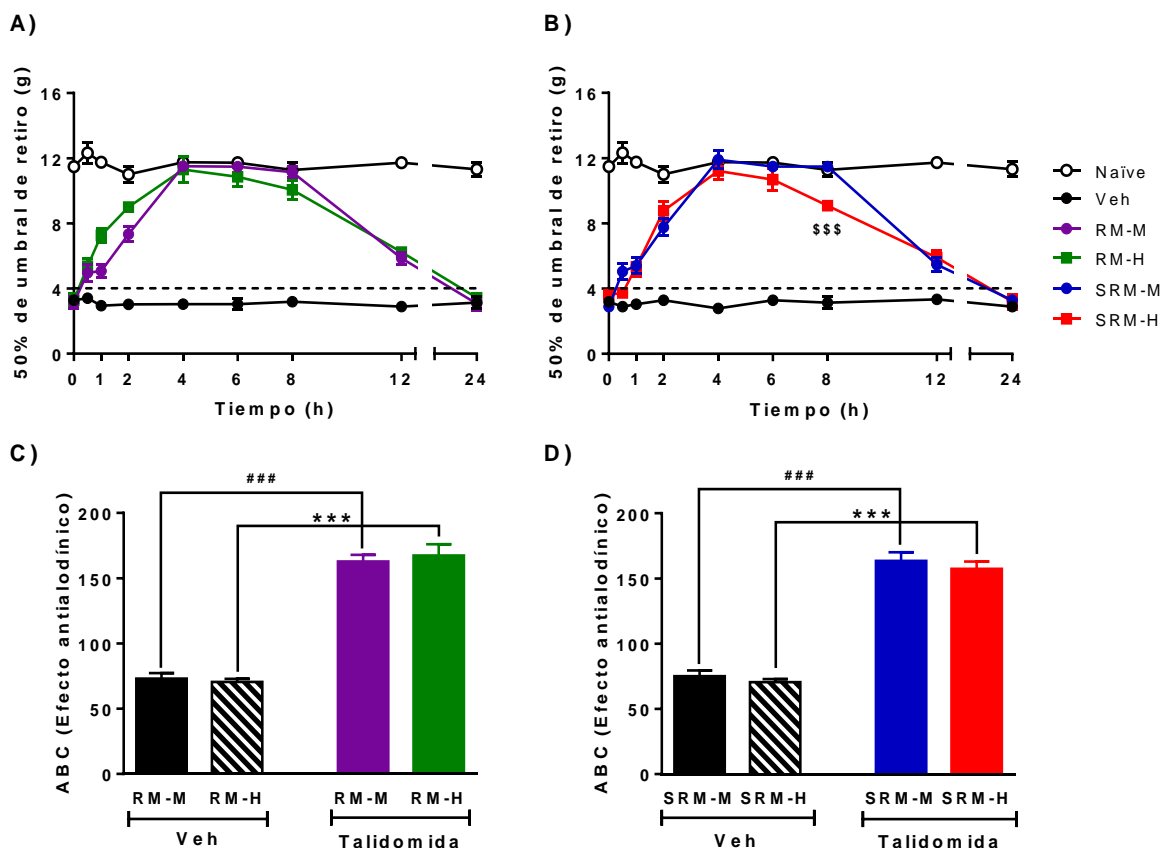 A)
50% de umbral de retiro (g)
16
12
8
4
0
0 1 2 4 6 8 12 24
Tiempo (h)
B)
50% de umbral de retiro (g)
16
12
8
4
0
$$$
0 1 2 4 6 8 12 24
Tiempo (h)
Naïve
Veh
RM-M
RM-H
SRM-M
SRM-H
C)
ABC (Efecto antialodínico)
200
150
100
50
0
###
***
RM-M RM-H RM-M RM-H
Veh Talidomida
D)
ABC (Efecto antialodínico)
200
150
100
50
0
###
***
SRM-M SRM-H SRM-M SRM-H
Veh Talidomida